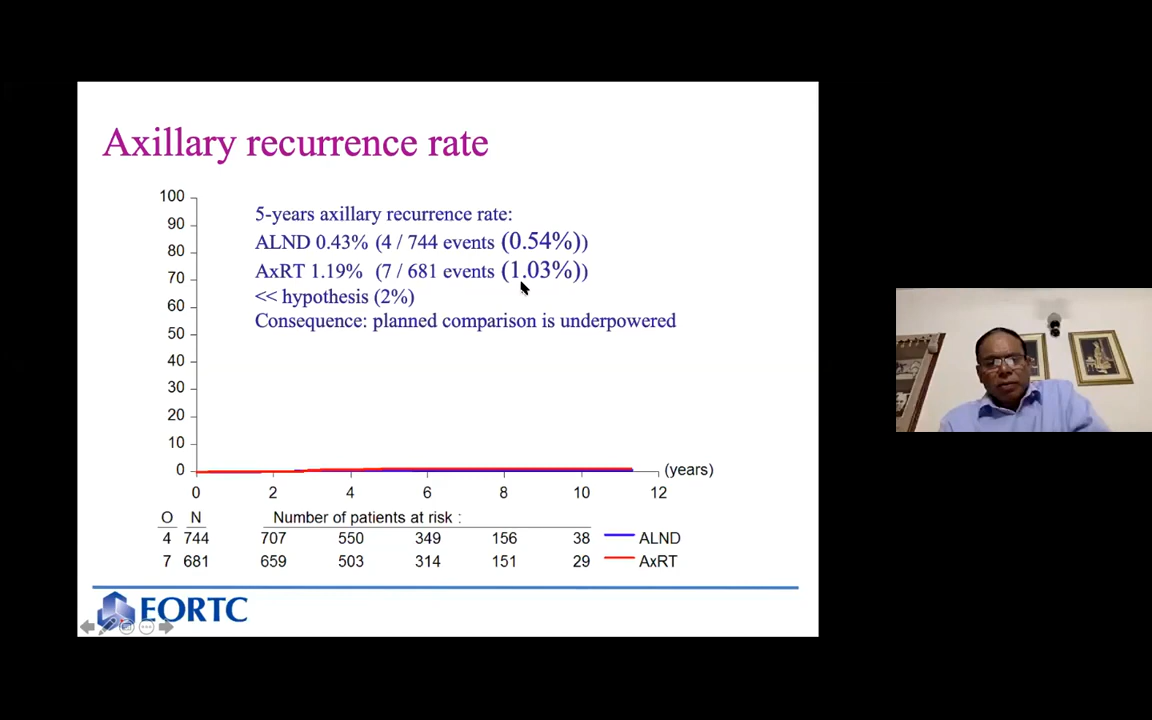 Axillary recurrence rate
100
90
80
70
60
50
40
30
20
10
0
5-years axillary recurrence rate:
ALND 0.43% (4 / 744 events (0.54%))
AxRT 1.19% (7 / 681 events (1.03%))
<< hypothesis (2%)
Consequence: planned comparison is underpowered
0 2 4 6 8 10 12 (years)
O N Number of patients at risk :
4 744 707 550 349 156 38 ALND
7 681 659 503 314 151 29 AxRT
EORTC